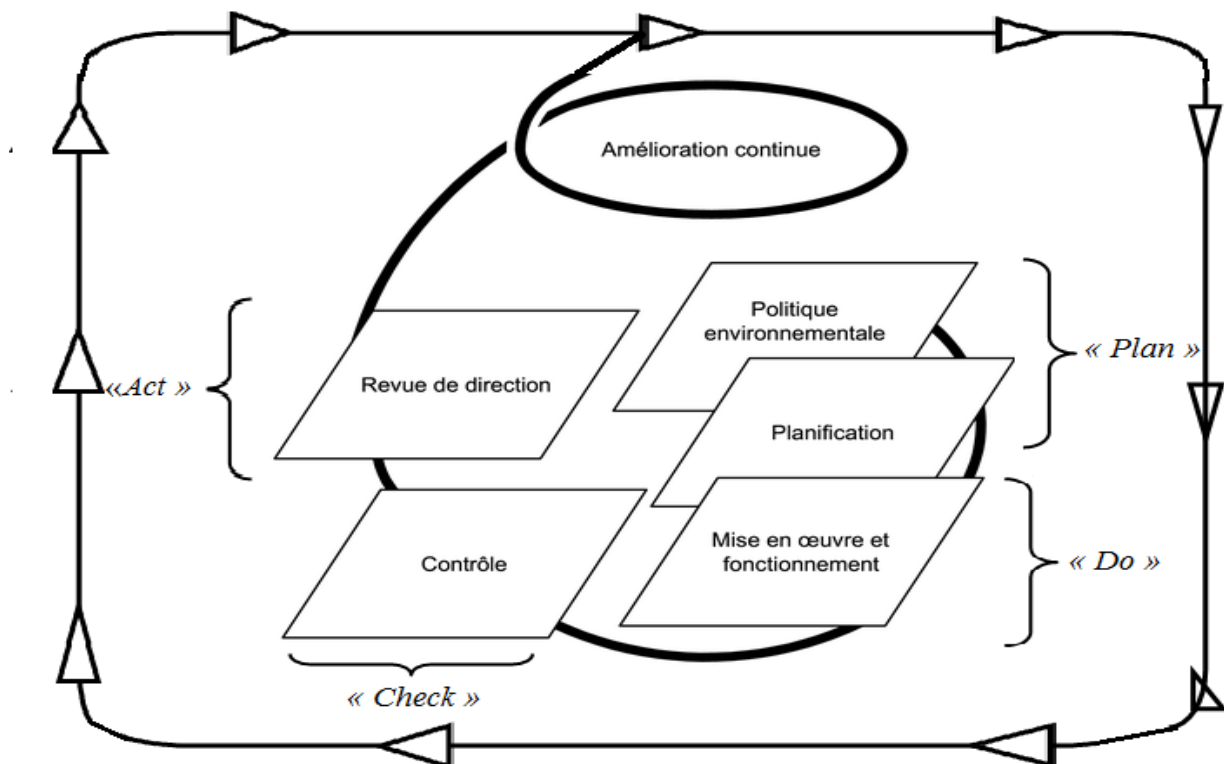 Amélioration continue
Politique
environnementale
« Plan »
Revue de direction
«Act »
Planification
Mise en œuvre et
fonctionnement
« Do »
Contrôle
« Check »